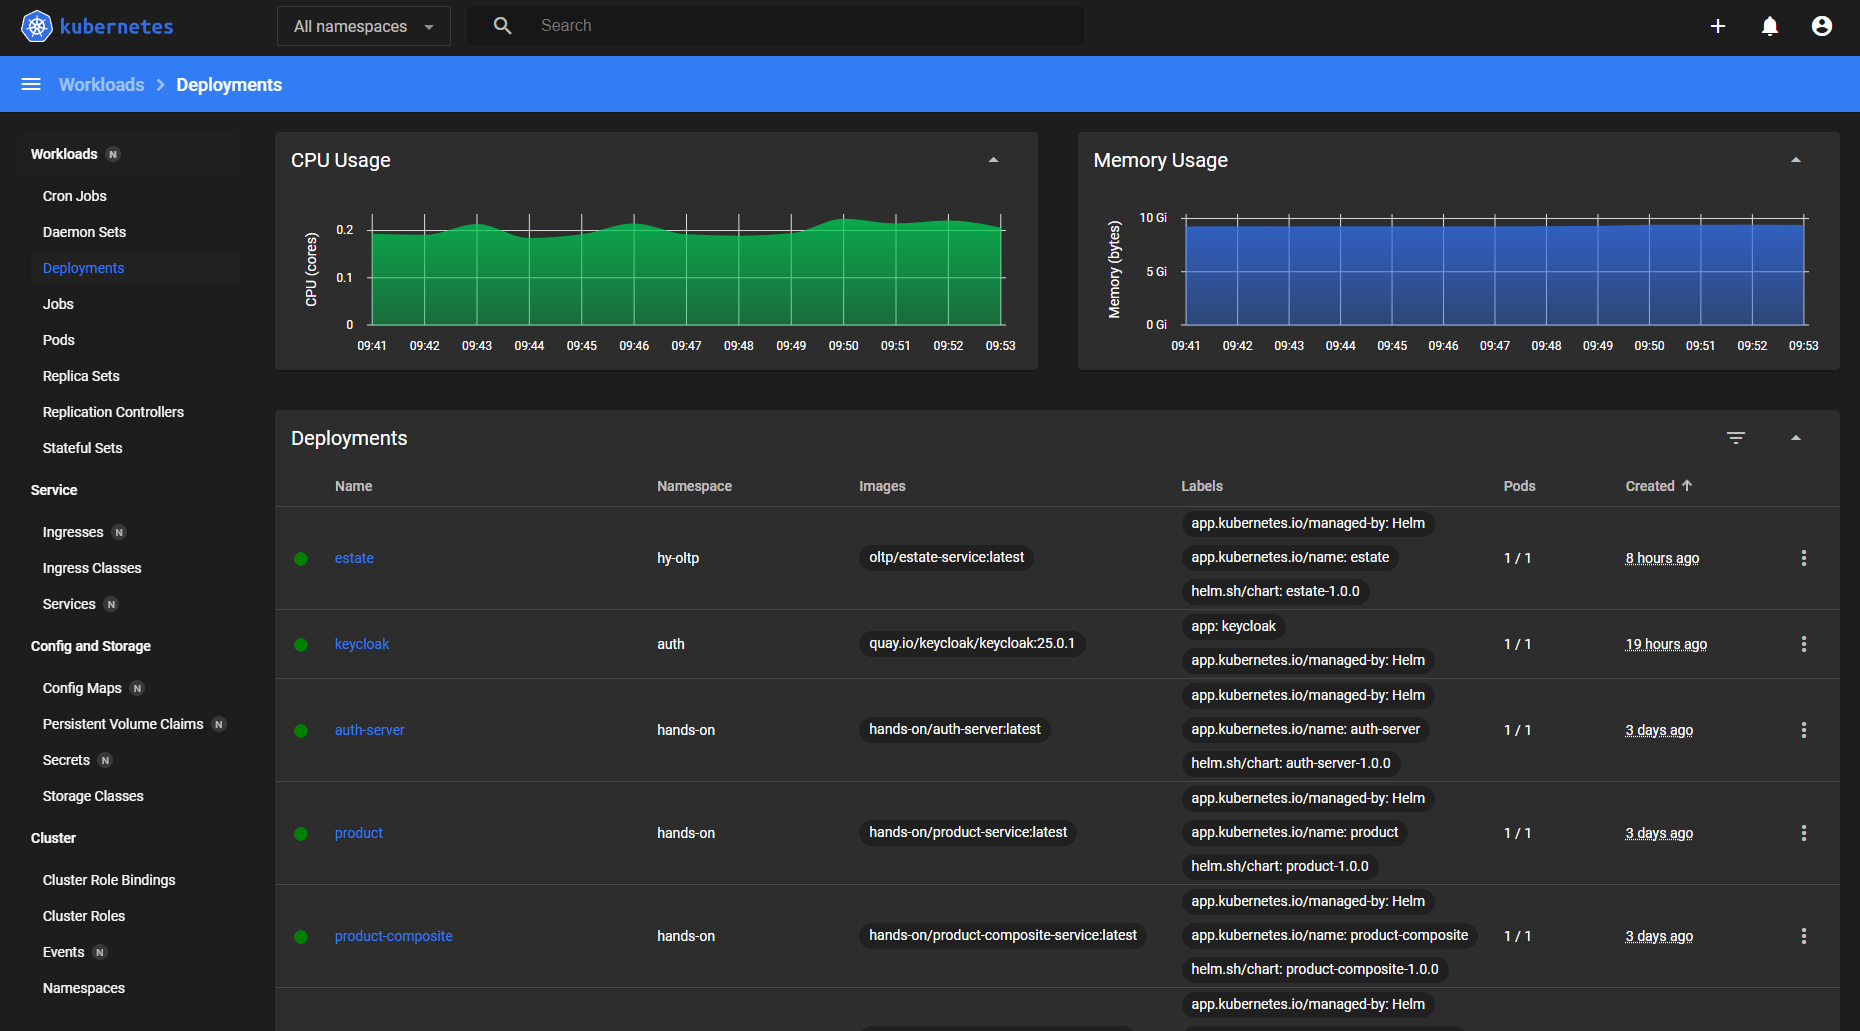 kubernetes
All namespaces
Search
Workloads > Deployments
Workloads N
Cron Jobs
Daemon Sets
Deployments
Jobs
Pods
Replica Sets
Replication Controllers
Stateful Sets
Service
Ingresses N
Ingress Classes
Services N
Config and Storage
Config Maps N
Persistent Volume Claims N
Secrets N
Storage Classes
Cluster
Cluster Role Bindings
Cluster Roles
Events N
Namespaces
CPU Usage
CPU (cores)
0.2
0.1
0
09:41 09:42 09:43 09:44 09:45 09:46 09:47 09:48 09:49 09:50 09:51 09:52 09:53
Memory Usage
Memory (bytes)
10 Gi
5 Gi
0 Gi
09:41 09:42 09:43 09:44 09:45 09:46 09:47 09:48 09:49 09:50 09:51 09:52 09:53
Deployments
Name Namespace Images Labels Pods Created
app.kubernetes.io/managed-by: Helm
estate hy-oltp oltp/estate-service:latest app.kubernetes.io/name: estate 1 / 1 8 hours ago
helm.sh/chart: estate-1.0.0
app: keycloak
keycloak auth quay.io/keycloak/keycloak:25.0.1 1 / 1 19 hours ago
app.kubernetes.io/managed-by: Helm
app.kubernetes.io/managed-by: Helm
auth-server hands-on hands-on/auth-server:latest app.kubernetes.io/name: auth-server 1 / 1 3 days ago
helm.sh/chart: auth-server-1.0.0
app.kubernetes.io/managed-by: Helm
product hands-on hands-on/product-service:latest app.kubernetes.io/name: product 1 / 1 3 days ago
helm.sh/chart: product-1.0.0
app.kubernetes.io/managed-by: Helm
product-composite hands-on hands-on/product-composite-service:latest app.kubernetes.io/name: product-composite 1 / 1 3 days ago
helm.sh/chart: product-composite-1.0.0
app.kubernetes.io/managed-by: Helm